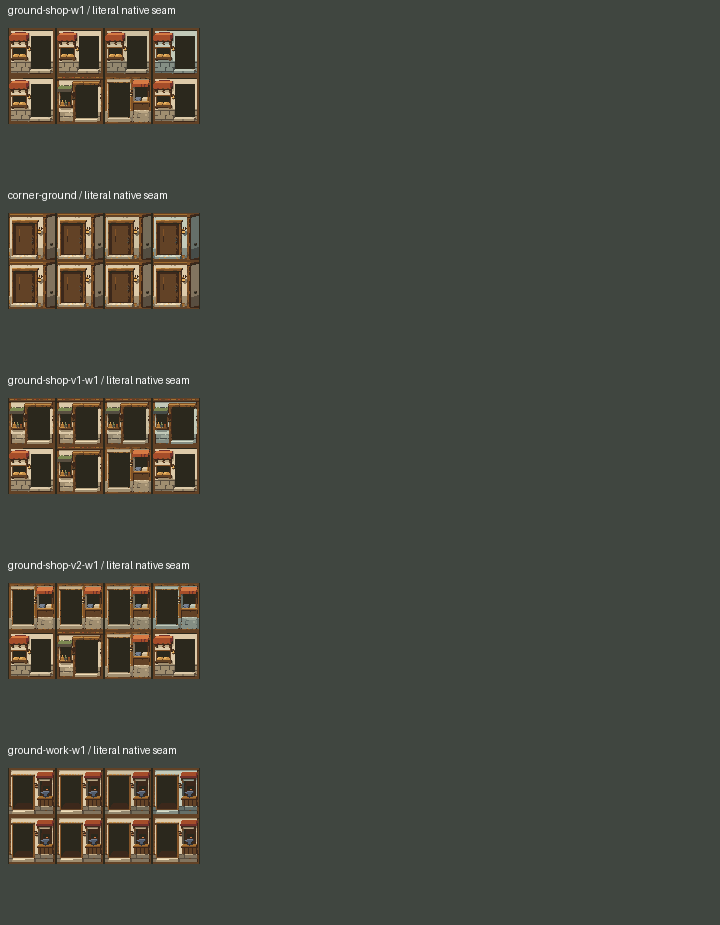 ground-shop-w1 / literal native seam
corner-ground / literal native seam
ground-shop-v1-w1 / literal native seam
ground-shop-v2-w1 / literal native seam
ground-work-w1 / literal native seam